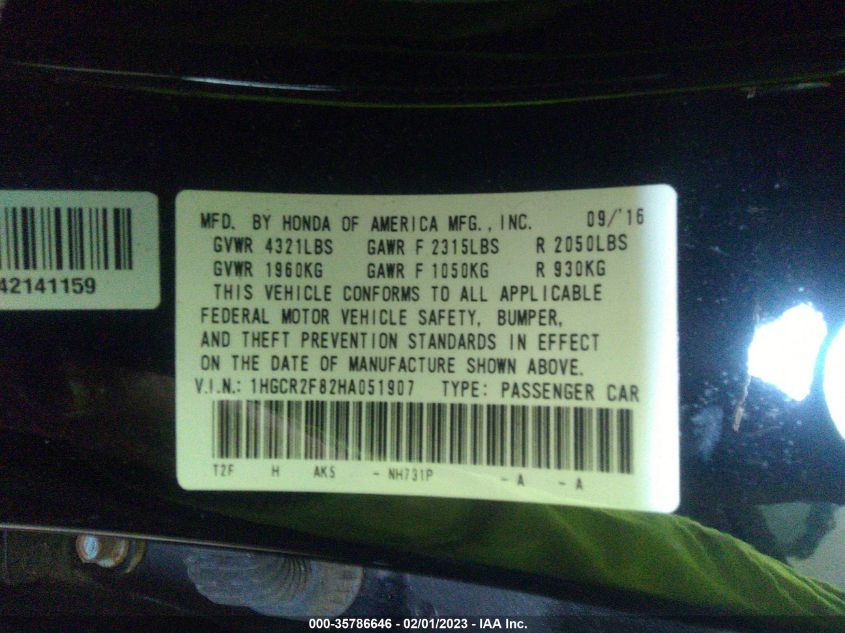 MFD. BY HONDA OF AMERICA MFG., INC. 09/'16
GVWR 4321LBS GAWR F 2315LBS R 2050LBS
GVWR 1960KG GAWR F 1050KG R 930KG
THIS VEHICLE CONFORMS TO ALL APPLICABLE
FEDERAL MOTOR VEHICLE SAFETY, BUMPER,
AND THEFT PREVENTION STANDARDS IN EFFECT
ON THE DATE OF MANUFACTURE SHOWN ABOVE.
V.I.N.: 1HGCR2F82HA051907 TYPE: PASSENGER CAR
T2F H AK5 - NH731P - A - A
42141159
000-35786646 - 02/01/2023 - IAA Inc.